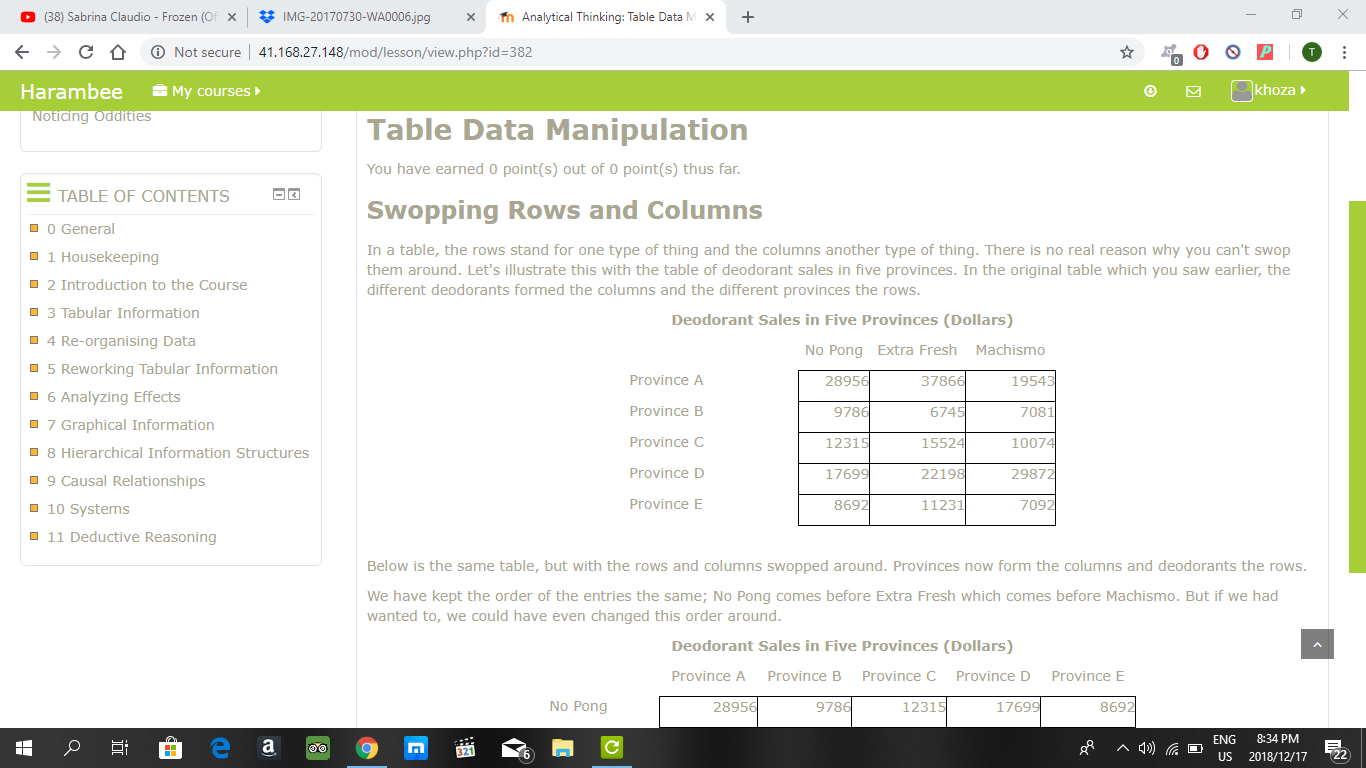 (38) Sabrina Claudio - Frozen (Of
IMG-20170730-WA0006.jpg
Analytical Thinking: Table Data M
Not secure
41.168.27.148/mod/lesson/view.php?id=382
0
T
Harambee
My courses
khoza
Noticing Oddities
TABLE OF CONTENTS
0 General
1 Housekeeping
2 Introduction to the Course
3 Tabular Information
4 Re-organising Data
5 Reworking Tabular Information
6 Analyzing Effects
7 Graphical Information
8 Hierarchical Information Structures
9 Causal Relationships
10 Systems
11 Deductive Reasoning
Table Data Manipulation
You have earned 0 point(s) out of 0 point(s) thus far.
Swopping Rows and Columns
In a table, the rows stand for one type of thing and the columns another type of thing. There is no real reason why you can't swop
them around. Let's illustrate this with the table of deodorant sales in five provinces. In the original table which you saw earlier, the
different deodorants formed the columns and the different provinces the rows.
Deodorant Sales in Five Provinces (Dollars)
No Pong Extra Fresh Machismo
Province A 28956 37866 19543
Province B 9786 6745 7081
Province C 12315 15524 10074
Province D 17699 22198 29872
Province E 8692 11231 7092
Below is the same table, but with the rows and columns swopped around. Provinces now form the columns and deodorants the rows.
We have kept the order of the entries the same; No Pong comes before Extra Fresh which comes before Machismo. But if we had
wanted to, we could have even changed this order around.
Deodorant Sales in Five Provinces (Dollars)
Province A Province B Province C Province D Province E
No Pong 28956 9786 12315 17699 8692
321
6
ENG
US
8:34 PM
2018/12/17
22